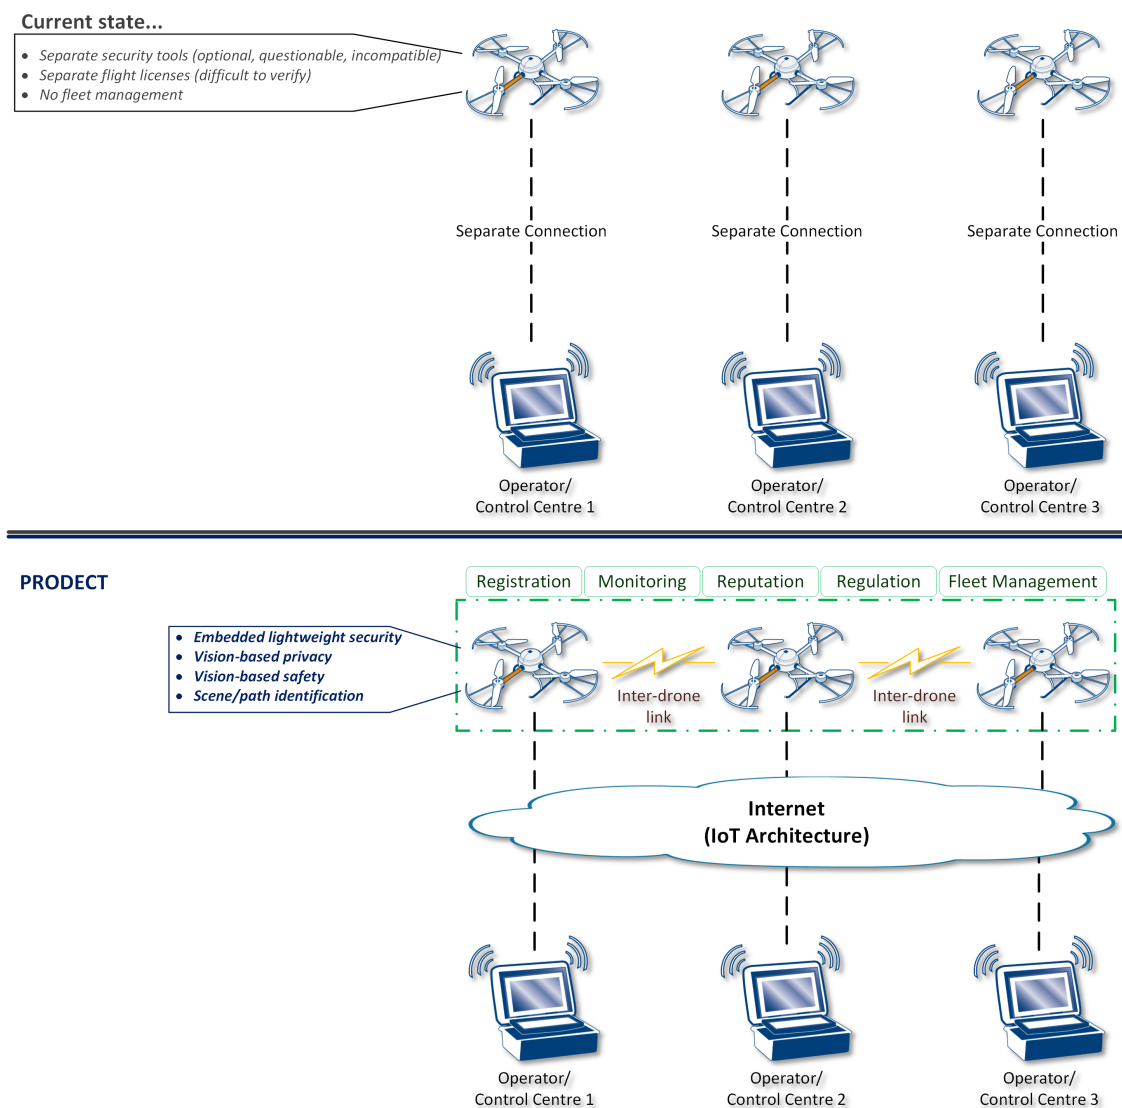 Current state...
Separate security tools (optional, questionable, incompatible)
Separate flight licenses (difficult to verify)
No fleet management
Separate Connection
Separate Connection
Separate Connection
Operator/
Control Centre 1
Operator/
Control Centre 2
Operator/
Control Centre 3
PRODECT
Registration
Monitoring
Reputation
Regulation
Fleet Management
Embedded lightweight security
Vision-based privacy
Vision-based safety
Scene/path identification
Inter-drone
link
Inter-drone
link
Internet
(IoT Architecture)
Operator/
Control Centre 1
Operator/
Control Centre 2
Operator/
Control Centre 3